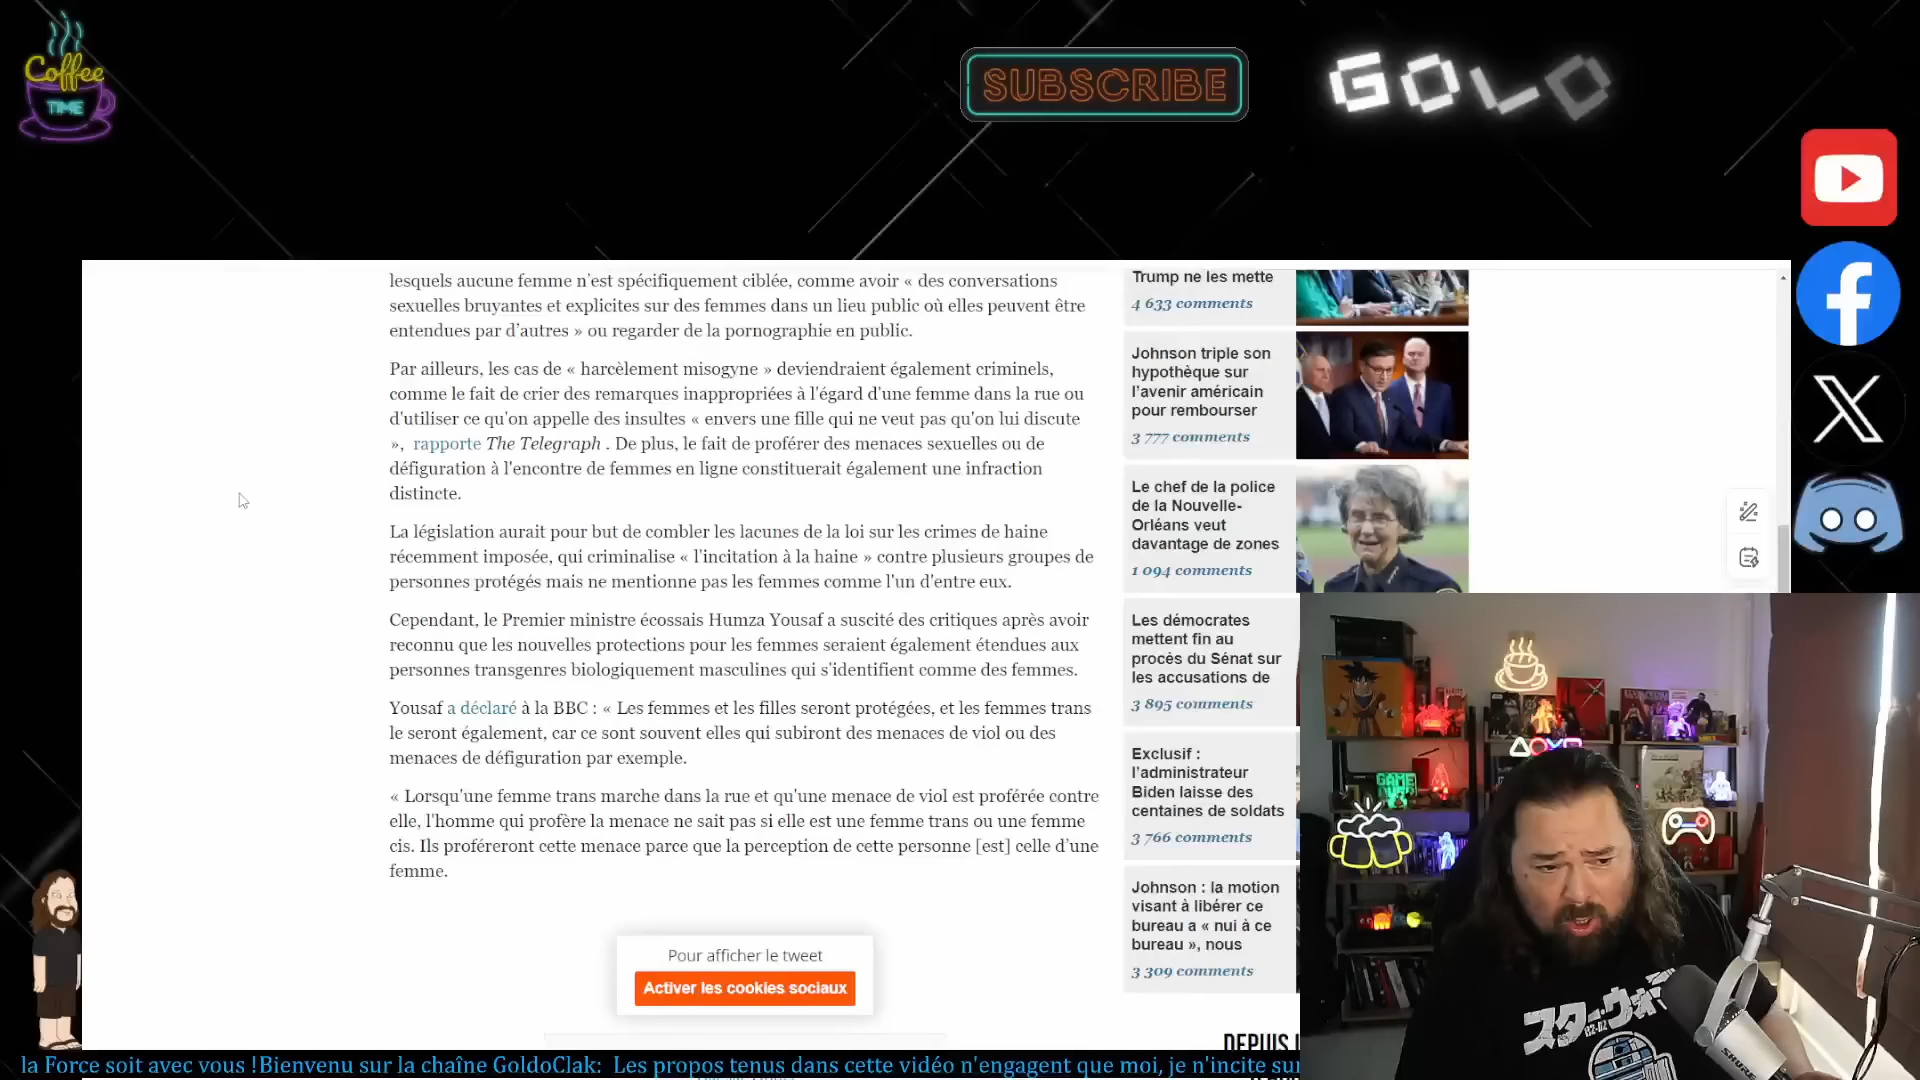 Coffee
TIME
SUBSCRIBE
GOLD
lesquels aucune femme n'est spécifiquement ciblée, comme avoir « des conversations
sexuelles bruyantes et explicites sur des femmes dans un lieu public où elles peuvent être
entendues par d'autres » ou regarder de la pornographie en public.
Par ailleurs, les cas de « harcèlement misogyne » deviendraient également criminels,
comme le fait de crier des remarques inappropriées à l'égard d'une femme dans la rue ou
d'utiliser ce qu'on appelle des insultes « envers une fille qui ne veut pas qu'on lui discute
», rapporte The Telegraph . De plus, le fait de proférer des menaces sexuelles ou de
défiguration à l'encontre de femmes en ligne constituerait également une infraction
distincte.
La législation aurait pour but de combler les lacunes de la loi sur les crimes de haine
récemment imposée, qui criminalise « l'incitation à la haine » contre plusieurs groupes de
personnes protégés mais ne mentionne pas les femmes comme l'un d'entre eux.
Cependant, le Premier ministre écossais Humza Yousaf a suscité des critiques après avoir
reconnu que les nouvelles protections pour les femmes seraient également étendues aux
personnes transgenres biologiquement masculines qui s'identifient comme des femmes.
Yousaf a déclaré à la BBC : « Les femmes et les filles seront protégées, et les femmes trans
le seront également, car ce sont souvent elles qui subiront des menaces de viol ou des
menaces de défiguration par exemple.
« Lorsqu'une femme trans marche dans la rue et qu'une menace de viol est proférée contre
elle, l'homme qui profère la menace ne sait pas si elle est une femme trans ou une femme
cis. Ils proféreront cette menace parce que la perception de cette personne [est] celle d'une
femme.
Pour afficher le tweet
Activer les cookies sociaux
Trump ne les mette
4 633 comments
Johnson triple son
hypothèque sur
l'avenir américain
pour rembourser
3 777 comments
Le chef de la police
de la Nouvelle-
Orléans veut
davantage de zones
1 094 comments
Les démocrates
mettent fin au
procès du Sénat sur
les accusations de
3 895 comments
Exclusif :
l'administrateur
Biden laisse des
centaines de soldats
3 766 comments
Johnson : la motion
visant à libérer ce
bureau a « nui à ce
bureau », nous
3 309 comments
DEPUIS
GAME
スター・ウォ
SHURE
la Force soit avec vous !Bienvenu sur la chaîne GoldoClak: Les propos tenus dans cette vidéo n'engagent que moi, je n'incite